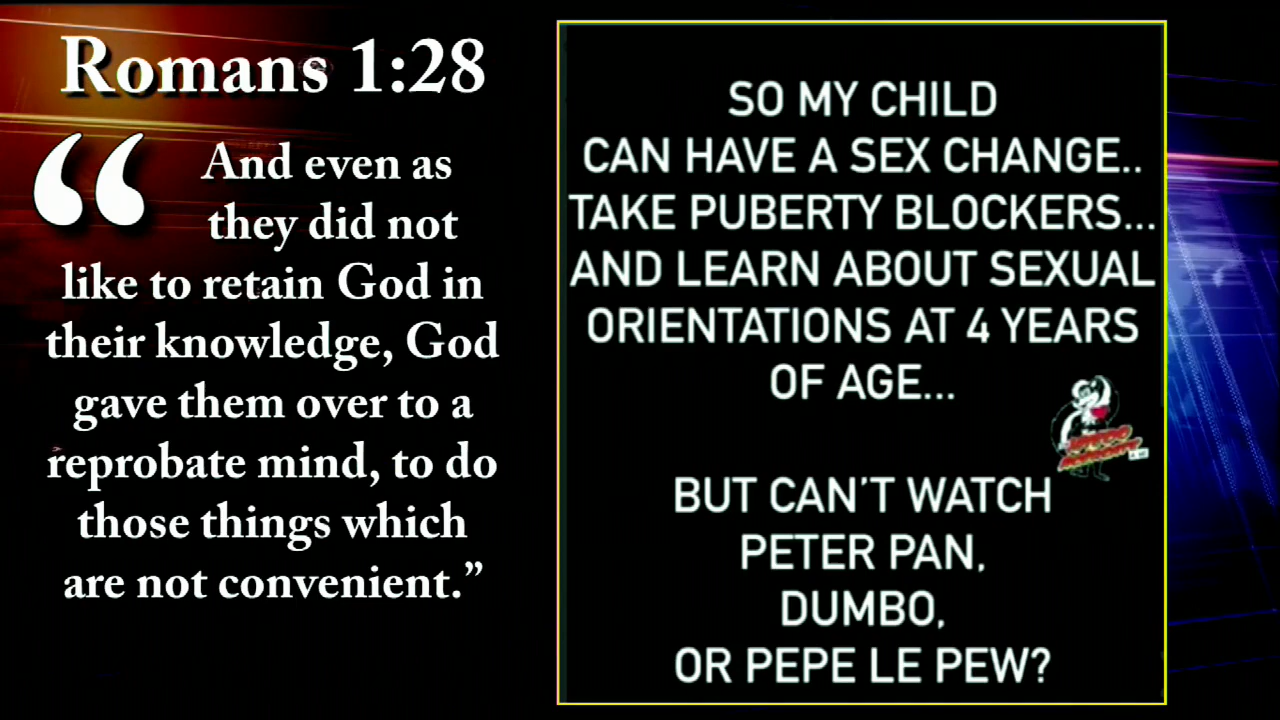 Romans 1:28
“ And even as
they did not
like to retain God in
their knowledge, God
gave them over to a
reprobate mind, to do
those things which
are not convenient.”
SO MY CHILD
CAN HAVE A SEX CHANGE..
TAKE PUBERTY BLOCKERS...
AND LEARN ABOUT SEXUAL
ORIENTATIONS AT 4 YEARS
OF AGE...
BUT CAN'T WATCH
PETER PAN,
DUMBO,
OR PEPE LE PEW?